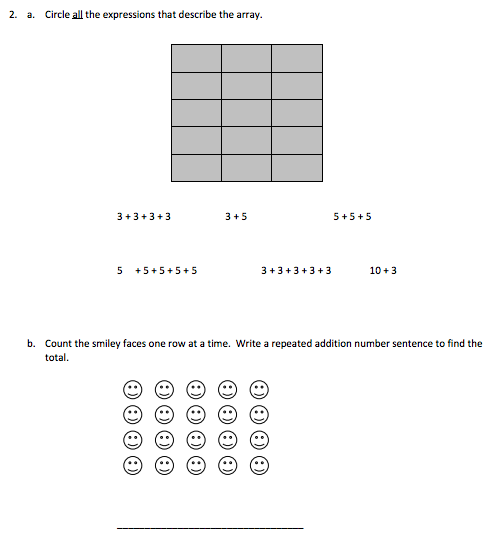 2. a. Circle all the expressions that describe the array.
3 + 3 + 3 + 3 3 + 5 5 + 5 + 5
5 + 5 + 5 + 5 + 5 3 + 3 + 3 + 3 + 3 10 + 3
b. Count the smiley faces one row at a time. Write a repeated addition number sentence to find the
total.